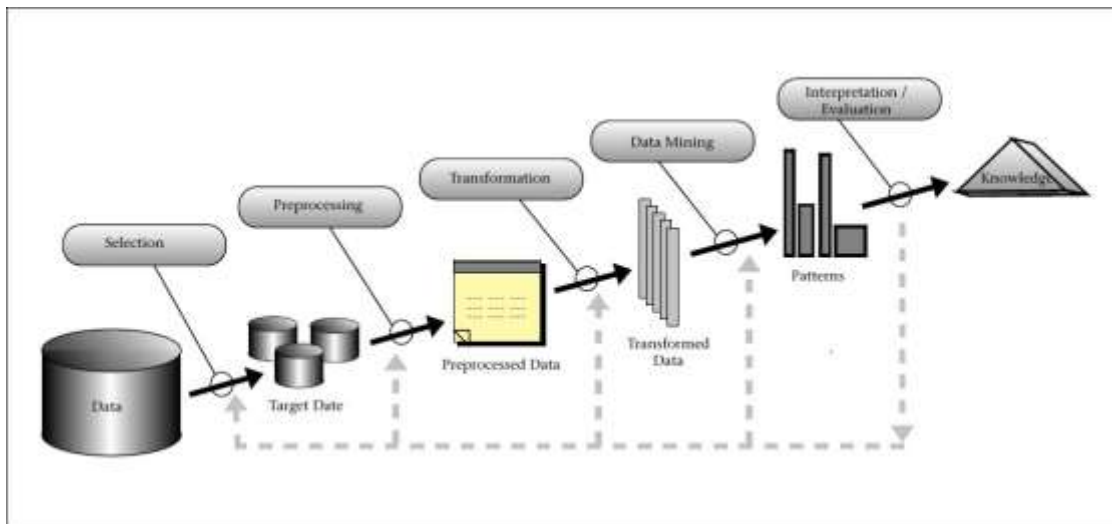 Interpretation /
Evaluation
Data Mining
Transformation
Preprocessing
Selection
Data
Target Date
Preprocessed Data
Transformed
Data
Patterns
Knowledge